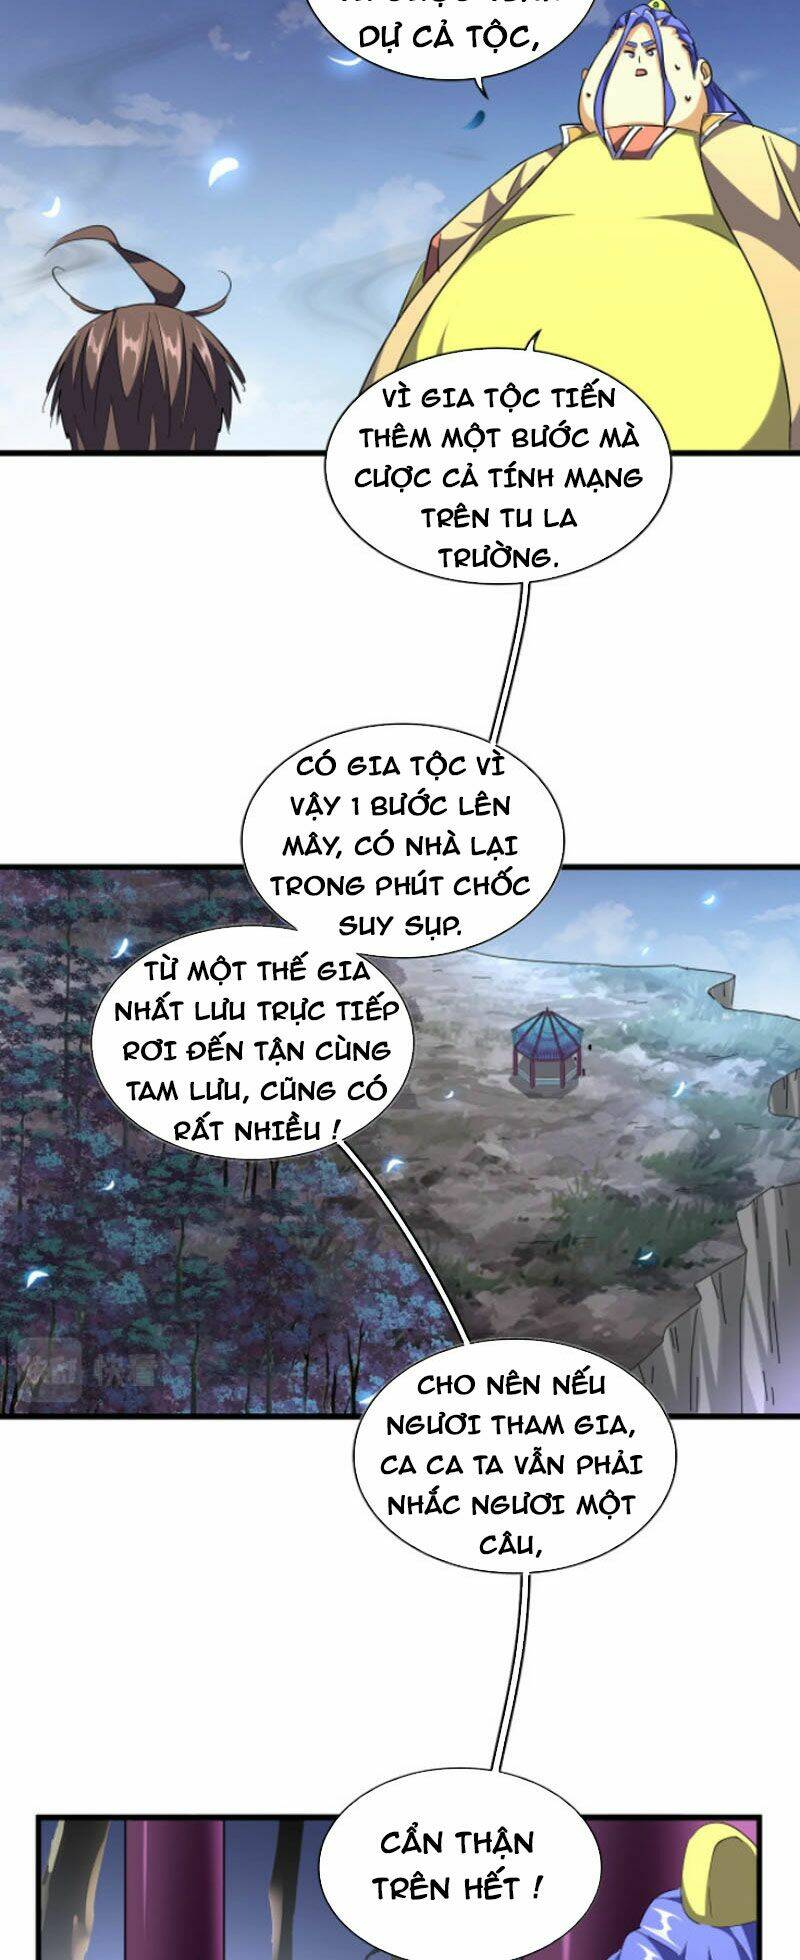 DỰ CẢ TỘC,
VÌ GIA TỘC TIẾN
THÊM MỘT BƯỚC MÀ
CƯỢC CẢ TÍNH MẠNG
TRÊN TU LA
TRƯỜNG.
CÓ GIA TỘC VÌ
VẬY 1 BƯỚC LÊN
MÂY, CÓ NHÀ LẠI
TRONG PHÚT CHỐC
SUY SỤP.
TỪ MỘT THẾ GIA
NHẤT LƯU TRỰC TIẾP
RƠI ĐẾN TẬN CÙNG
TAM LƯU, CŨNG CÓ
RẤT NHIỀU !
快看
CHO NÊN NẾU
NGƯƠI THAM GIA,
CA CA TA VẪN PHẢI
NHẮC NGƯƠI MỘT
CÂU,
CẨN THẬN
TRÊN HẾT !